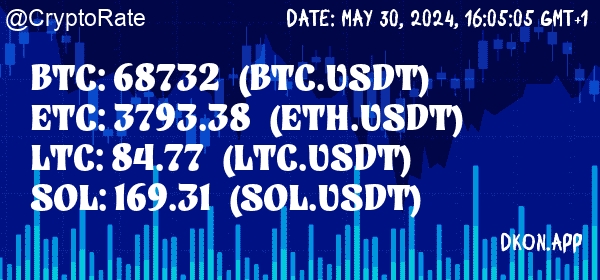 @CryptoRate
DATE: MAY 30, 2024, 16:05:05 GMT+1
BTC: 68732 (BTC.USDT)
ETC: 3793.38 (ETH.USDT)
LTC: 84.77 (LTC.USDT)
SOL: 169.31 (SOL.USDT)
DKON.APP